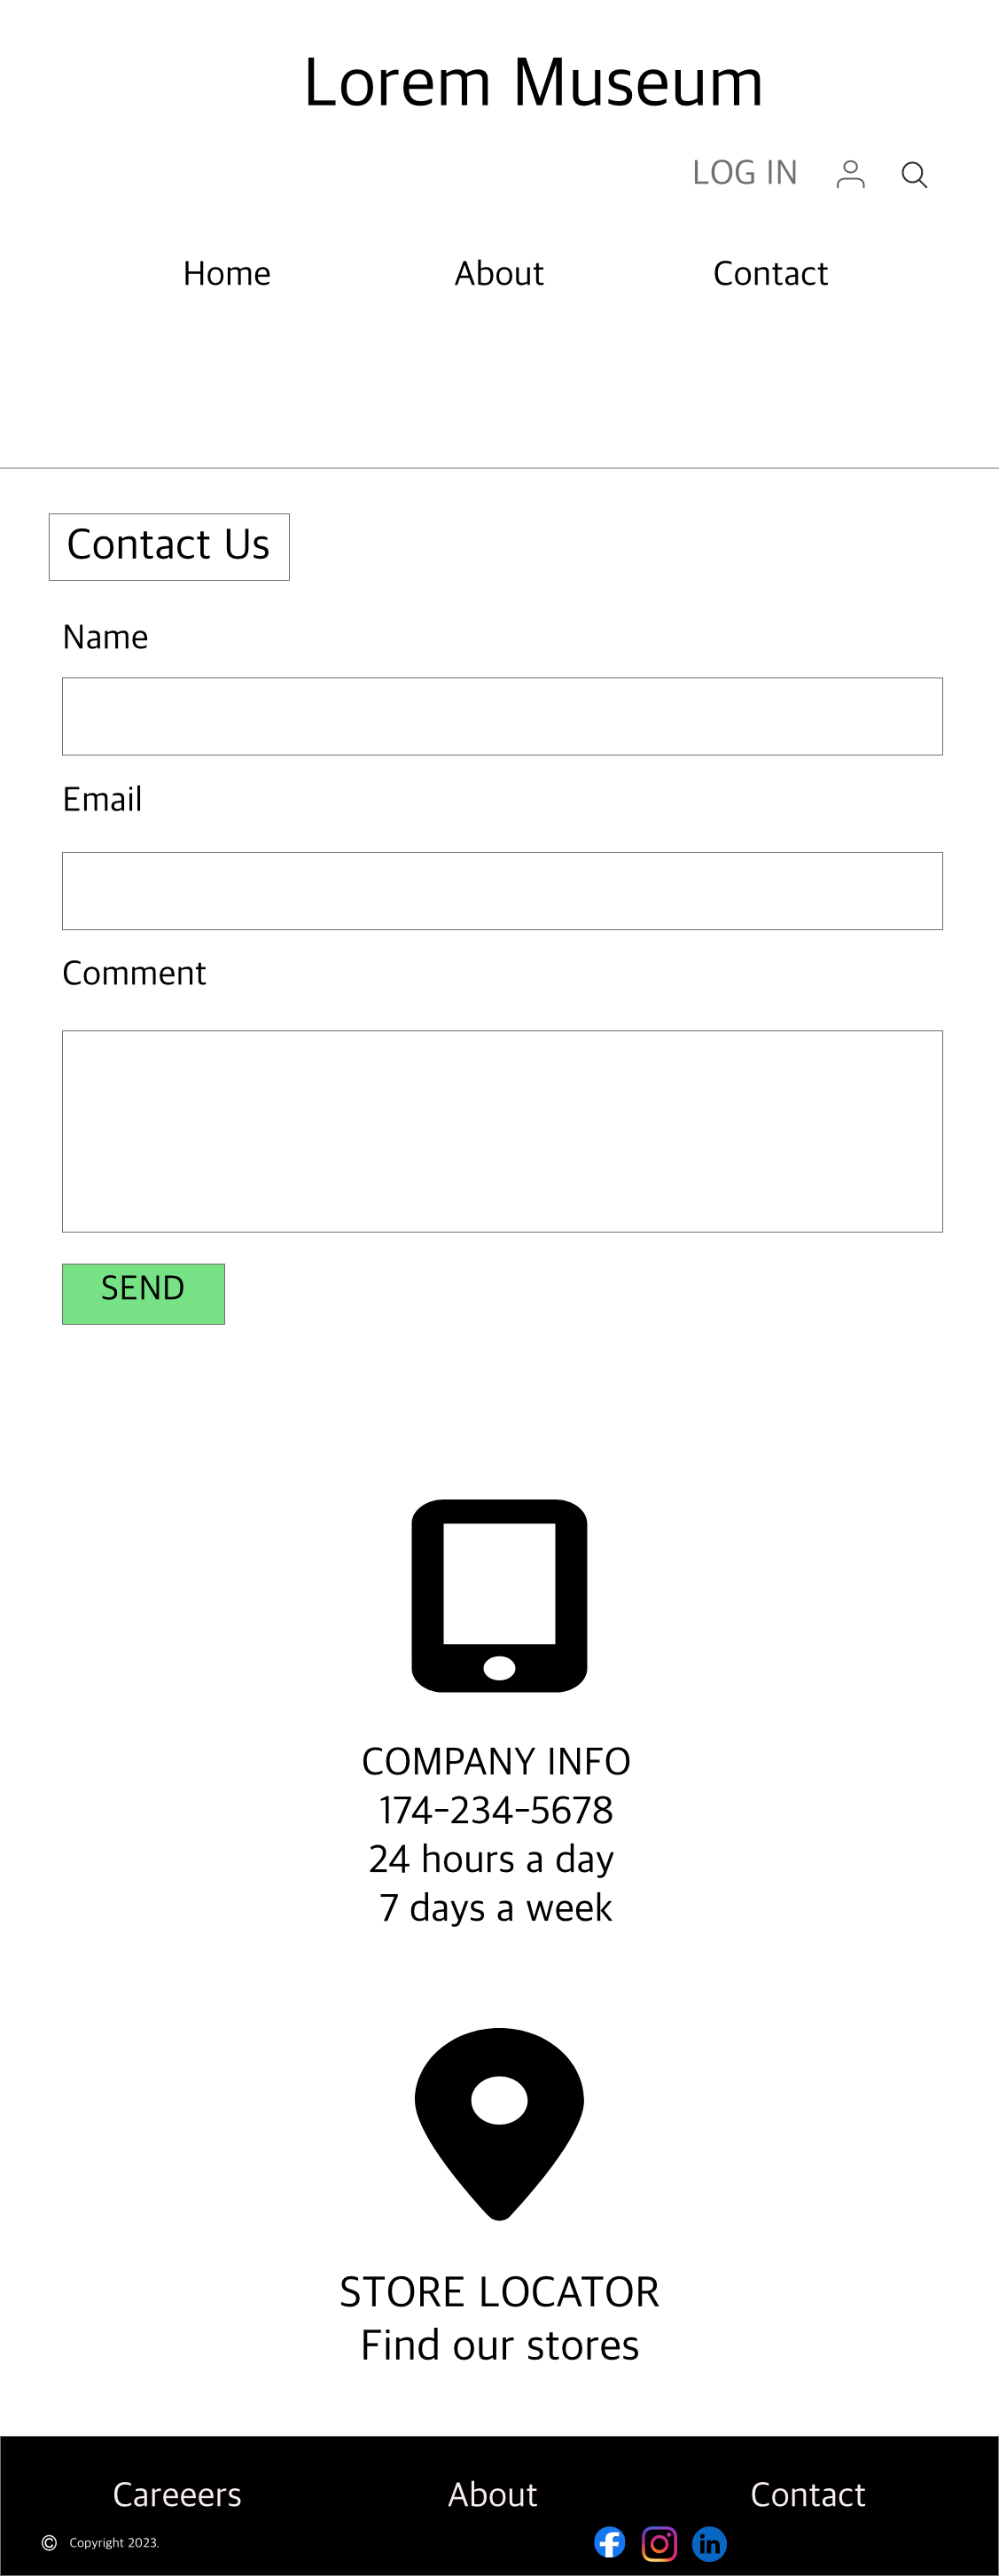 Lorem Museum
LOG IN
Home About Contact
Contact Us
Name
Email
Comment
SEND
COMPANY INFO
174-234-5678
24 hours a day
7 days a week
STORE LOCATOR
Find our stores
Careeers About Contact
© Copyright 2023.